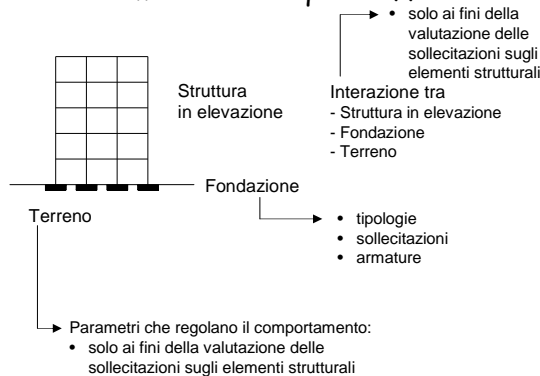 • solo ai fini della
valutazione delle
sollecitazioni sugli
elementi strutturali
Struttura
in elevazione
Interazione tra
- Struttura in elevazione
- Fondazione
- Terreno
Fondazione
Terreno
• tipologie
• sollecitazioni
• armature
Parametri che regolano il comportamento:
• solo ai fini della valutazione delle
sollecitazioni sugli elementi strutturali